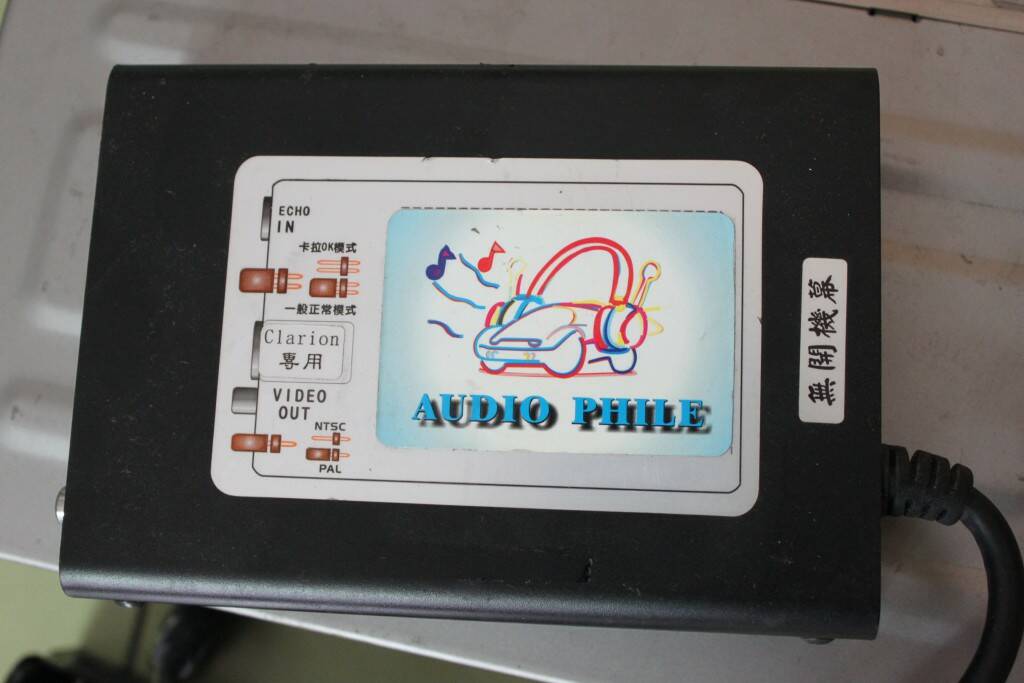 ECHO
IN
卡拉OK模式
一般正常模式
Clarion
專用
VIDEO
OUT
NTSC
PAL
AUDIO PHILE
無開機幕